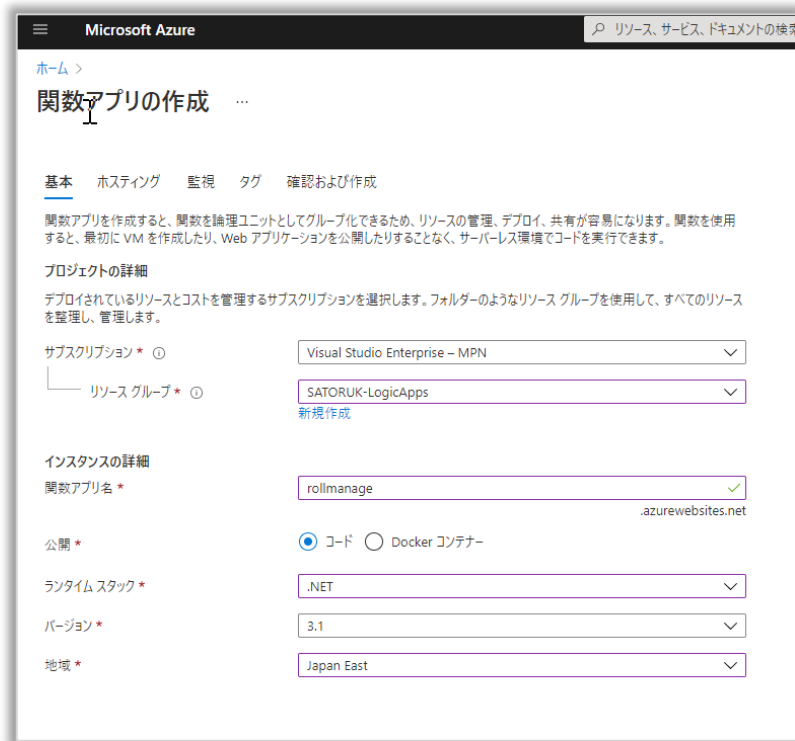 Microsoft Azure
リソース、サービス、ドキュメントの検索
ホーム >
関数アプリの作成 ...
基本 ホスティング 監視 タグ 確認および作成
関数アプリを作成すると、関数を論理ユニットとしてグループ化できるため、リソースの管理、デプロイ、共有が容易になります。関数を使用
すると、最初に VM を作成したり、Web アプリケーションを公開したりすることなく、サーバーレス環境でコードを実行できます。
プロジェクトの詳細
デプロイされているリソースとコストを管理するサブスクリプションを選択します。フォルダーのようなリソース グループを使用して、すべてのリソース
を整理し、管理します。
サブスクリプション * Visual Studio Enterprise – MPN
リソース グループ * SATORUK-LogicApps
新規作成
インスタンスの詳細
関数アプリ名 * rollmanage
.azurewebsites.net
公開 * コード Docker コンテナー
ランタイム スタック * .NET
バージョン * 3.1
地域 * Japan East